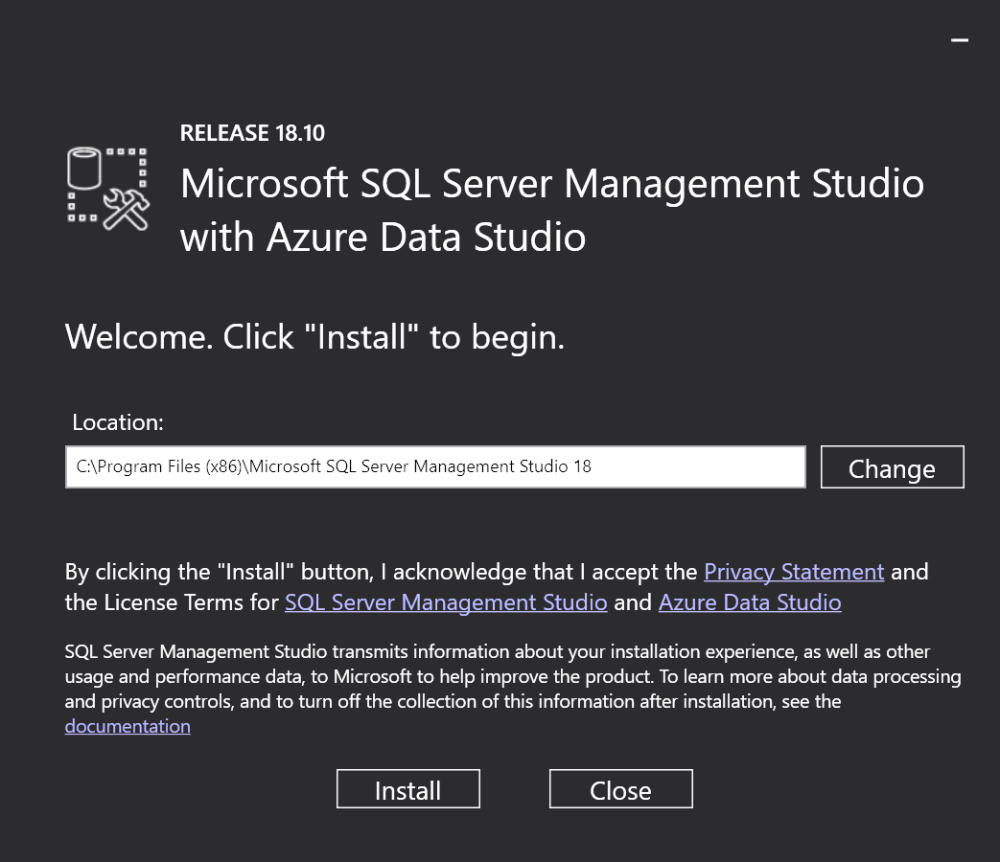 RELEASE 18.10
Microsoft SQL Server Management Studio
with Azure Data Studio
Welcome. Click "Install" to begin.
Location:
C:\Program Files (x86)\Microsoft SQL Server Management Studio 18
Change
By clicking the "Install" button, I acknowledge that I accept the Privacy Statement and
the License Terms for SQL Server Management Studio and Azure Data Studio
SQL Server Management Studio transmits information about your installation experience, as well as other
usage and performance data, to Microsoft to help improve the product. To learn more about data processing
and privacy controls, and to turn off the collection of this information after installation, see the
documentation
Install
Close